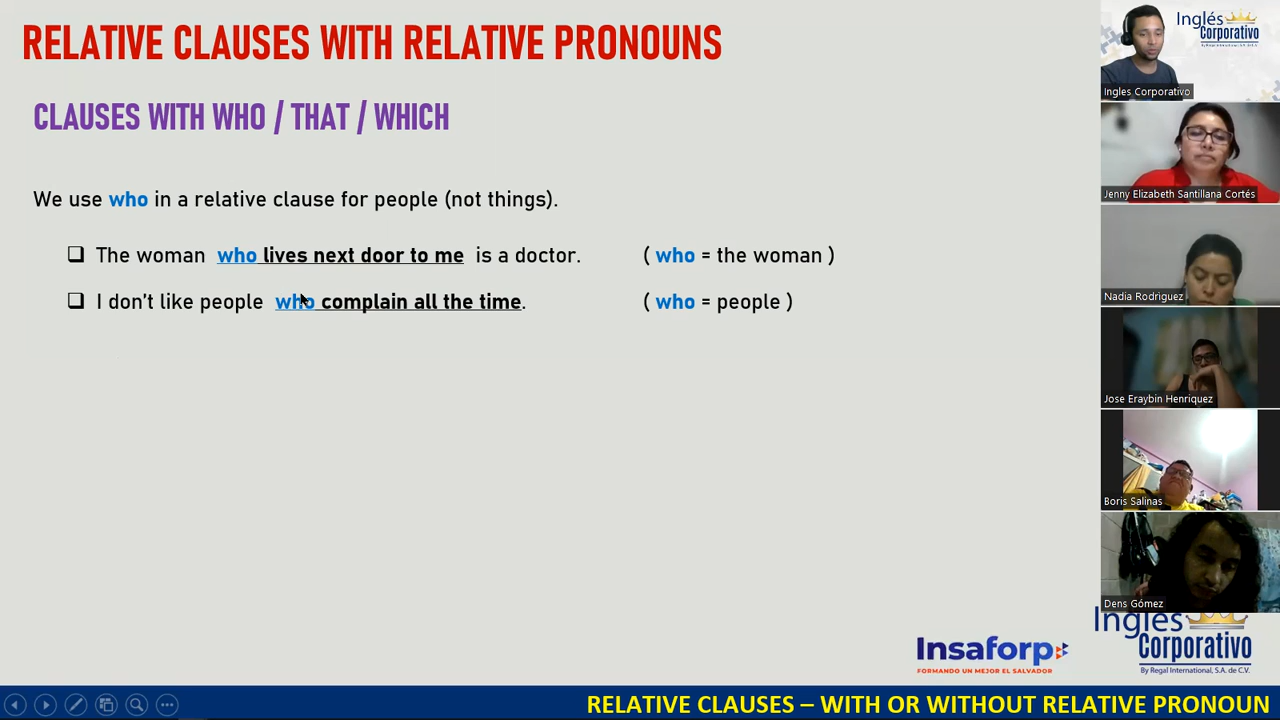 RELATIVE CLAUSES WITH RELATIVE PRONOUNS
CLAUSES WITH WHO / THAT / WHICH
We use who in a relative clause for people (not things).
The woman who lives next door to me is a doctor. ( who = the woman )
I don't like people who complain all the time. ( who = people )
Inglés
Corporativo
By Regal International, S.A. de C.V.
Ingles Corporativo
Jenny Elizabeth Santillana Cortés
Nadia Rodriguez
Jose Eraybin Henriquez
Boris Salinas
Dens Gómez
Insaforp
FORMANDO UN MEJOR EL SALVADOR
Inglés
Corporativo
By Regal International, S.A. de C.V.
RELATIVE CLAUSES – WITH OR WITHOUT RELATIVE PRONOUN